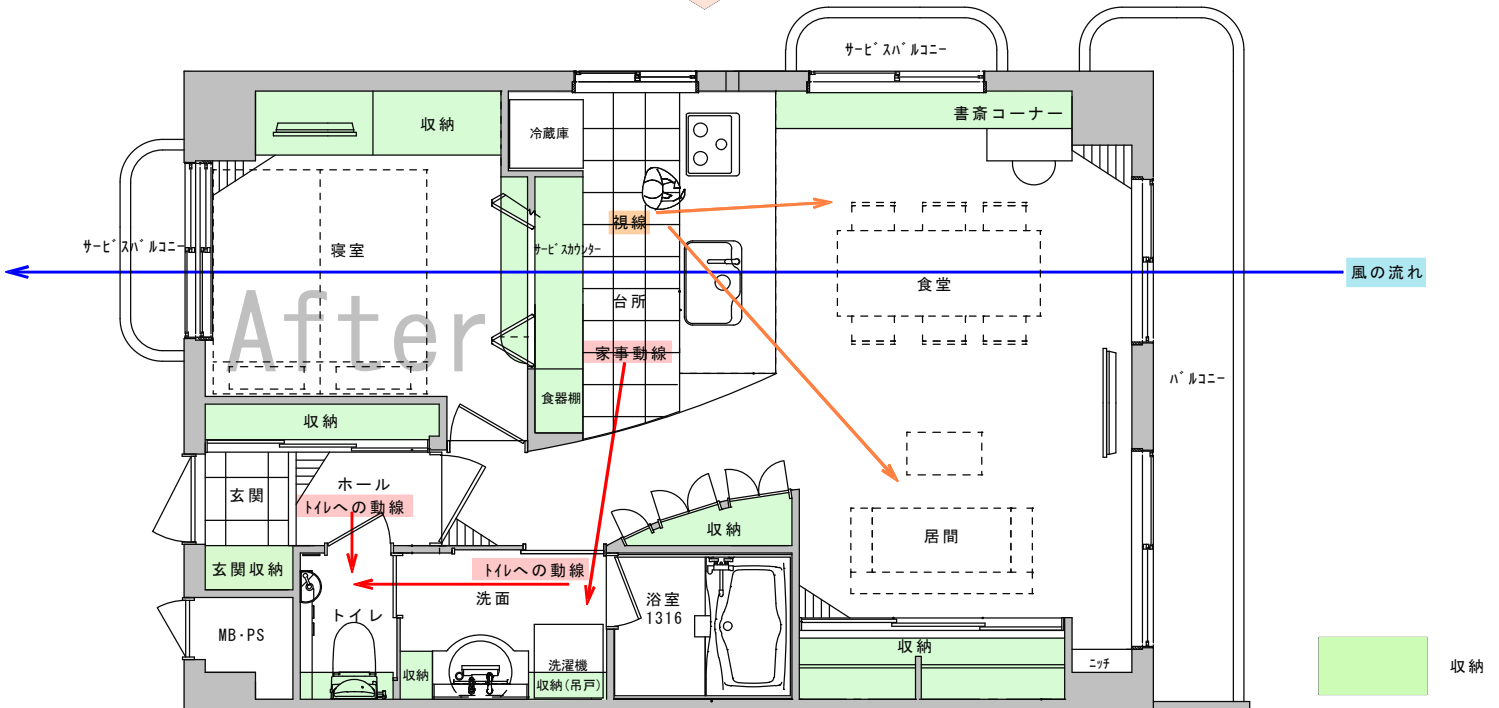 サービスバルコニー
書斎コーナー
収納
冷蔵庫
視線
サービスバルコニー
寝室
サービスカウンター
風の流れ
食堂
台所
After
家事動線
バルコニー
食器棚
収納
ホール
玄関
トイレへの動線
収納
居間
玄関収納
トイレへの動線
洗面
浴室
1316
トイレ
MB・PS
収納
ニッチ
洗濯機
収納
収納(吊戸)
収納